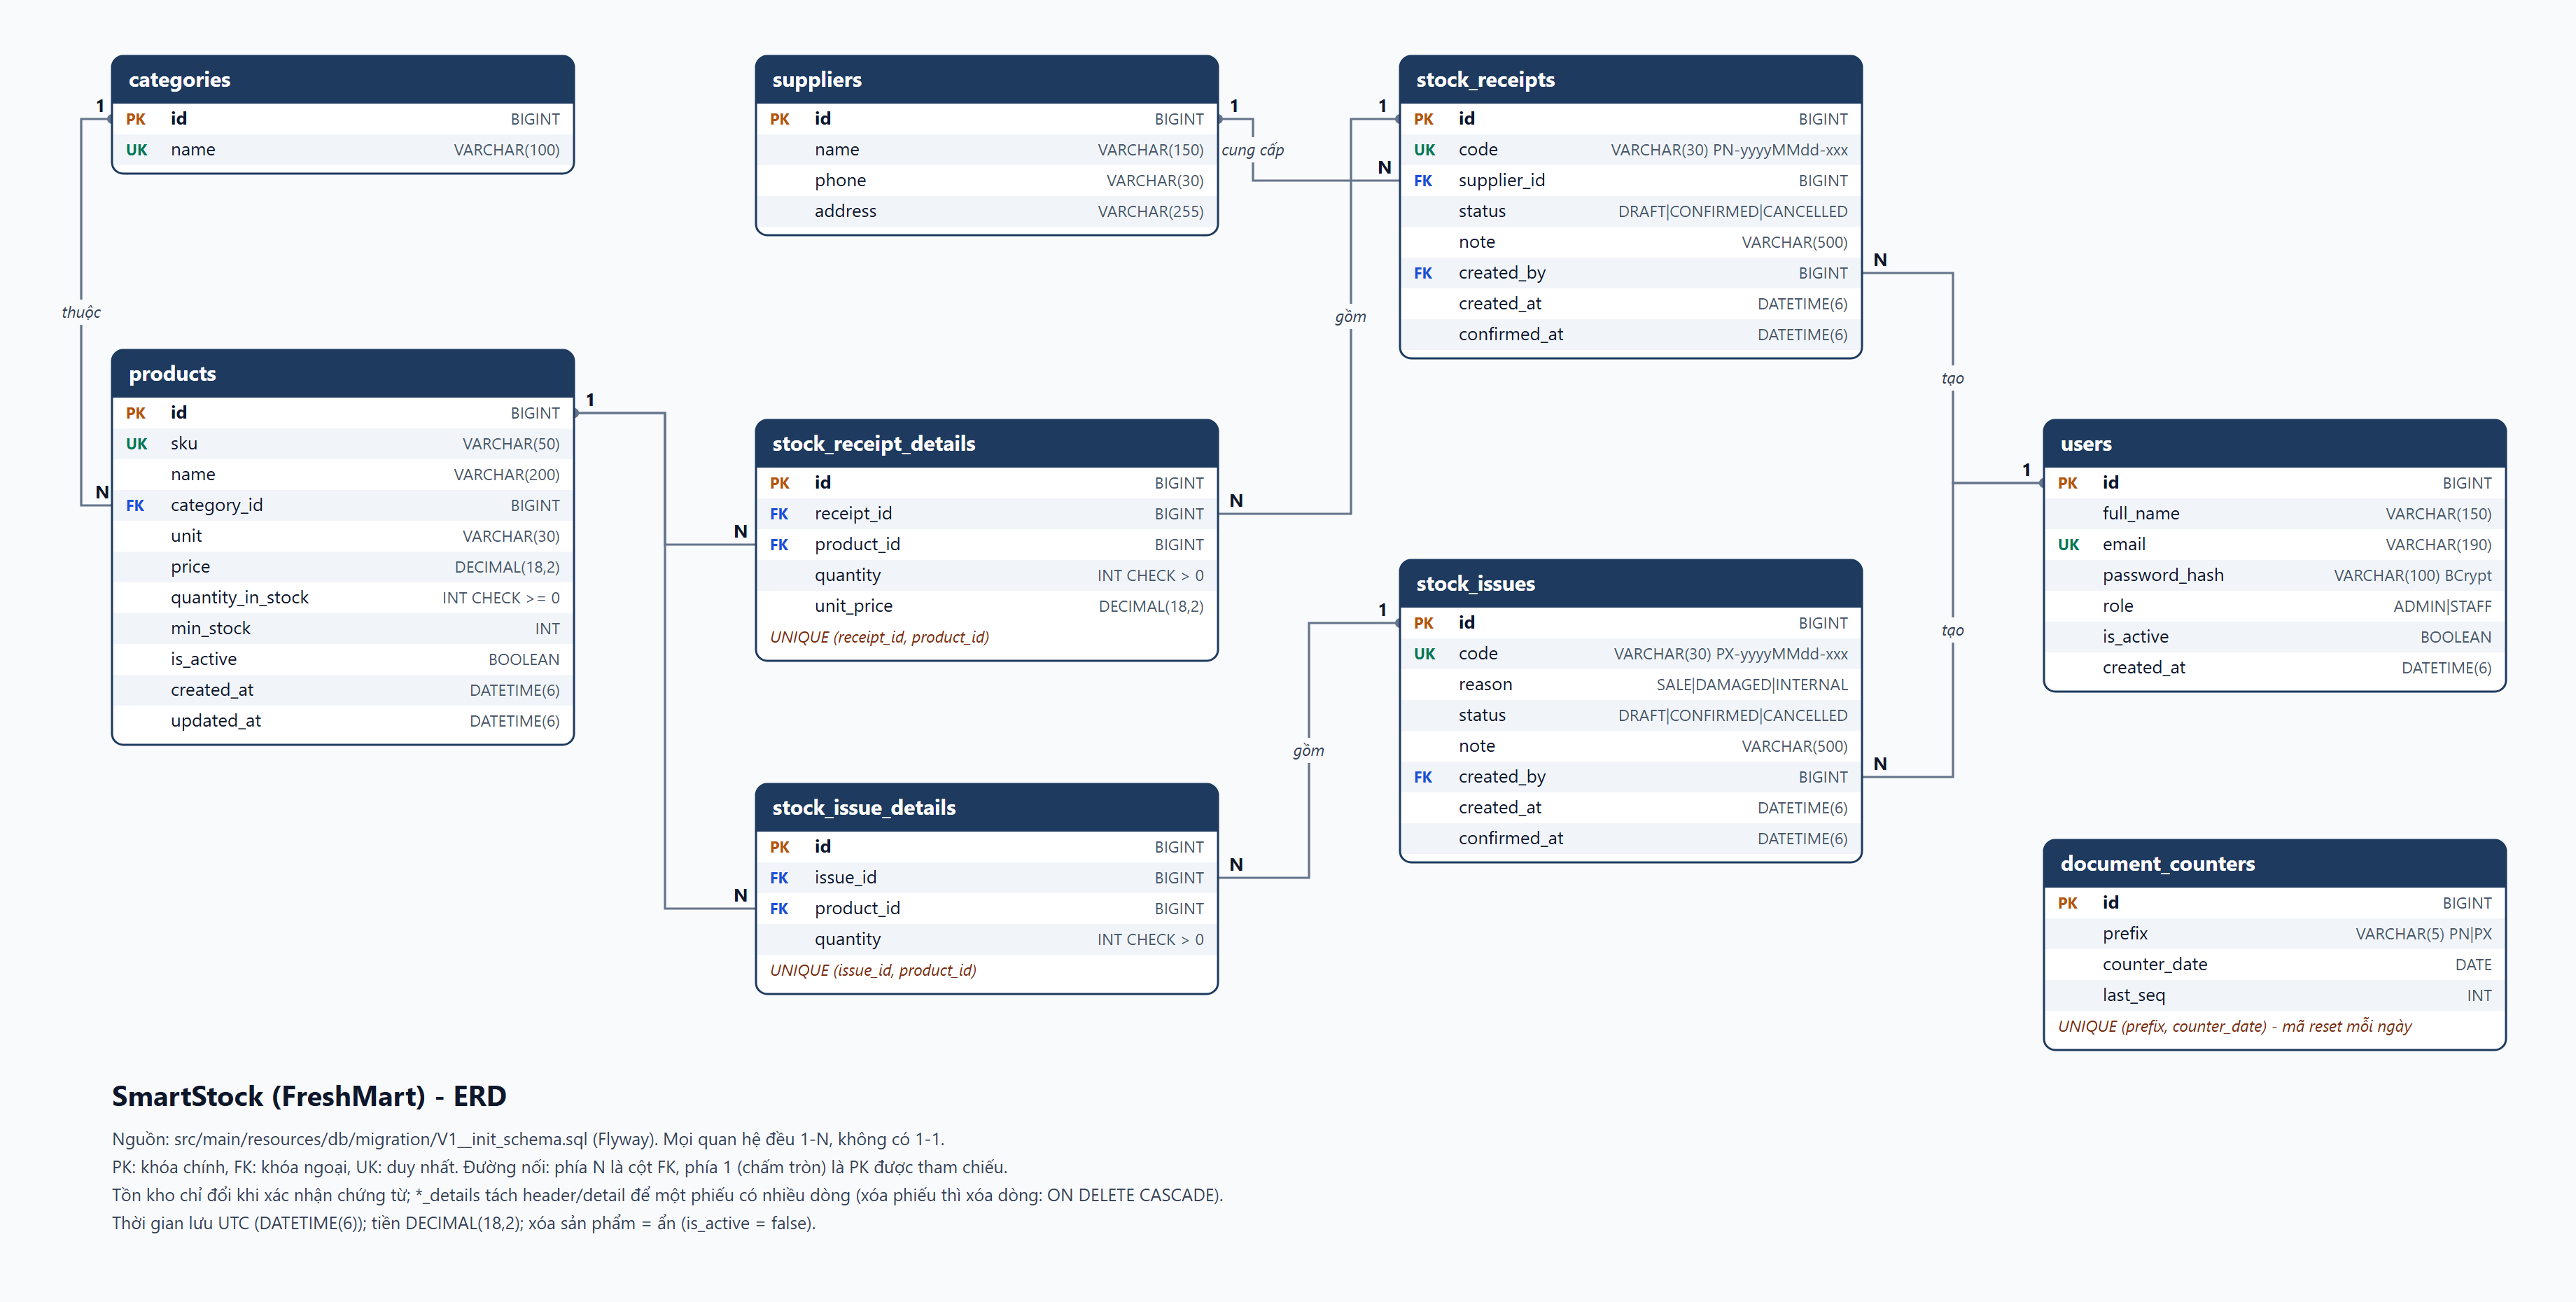 categories
PK id BIGINT
UK name VARCHAR(100)
1
thuộc
N
products
PK id BIGINT
UK sku VARCHAR(50)
name VARCHAR(200)
FK category_id BIGINT
unit VARCHAR(30)
price DECIMAL(18,2)
quantity_in_stock INT CHECK >= 0
min_stock INT
is_active BOOLEAN
created_at DATETIME(6)
updated_at DATETIME(6)
1
suppliers
PK id BIGINT
name VARCHAR(150)
phone VARCHAR(30)
address VARCHAR(255)
1
cung cấp
N
stock_receipt_details
PK id BIGINT
FK receipt_id BIGINT
FK product_id BIGINT
quantity INT CHECK > 0
unit_price DECIMAL(18,2)
UNIQUE (receipt_id, product_id)
N
N
gồm
1
stock_issue_details
PK id BIGINT
FK issue_id BIGINT
FK product_id BIGINT
quantity INT CHECK > 0
UNIQUE (issue_id, product_id)
N
N
gồm
1
stock_receipts
PK id BIGINT
UK code VARCHAR(30) PN-yyyyMMdd-xxx
FK supplier_id BIGINT
status DRAFT|CONFIRMED|CANCELLED
note VARCHAR(500)
FK created_by BIGINT
created_at DATETIME(6)
confirmed_at DATETIME(6)
N
tạo
stock_issues
PK id BIGINT
UK code VARCHAR(30) PX-yyyyMMdd-xxx
reason SALE|DAMAGED|INTERNAL
status DRAFT|CONFIRMED|CANCELLED
note VARCHAR(500)
FK created_by BIGINT
created_at DATETIME(6)
confirmed_at DATETIME(6)
N
tạo
1
users
PK id BIGINT
full_name VARCHAR(150)
UK email VARCHAR(190)
password_hash VARCHAR(100) BCrypt
role ADMIN|STAFF
is_active BOOLEAN
created_at DATETIME(6)
document_counters
PK id BIGINT
prefix VARCHAR(5) PN|PX
counter_date DATE
last_seq INT
UNIQUE (prefix, counter_date) - mã reset mỗi ngày
SmartStock (FreshMart) - ERD
Nguồn: src/main/resources/db/migration/V1__init_schema.sql (Flyway). Mọi quan hệ đều 1-N, không có 1-1.
PK: khóa chính, FK: khóa ngoại, UK: duy nhất. Đường nối: phía N là cột FK, phía 1 (chấm tròn) là PK được tham chiếu.
Tồn kho chỉ đổi khi xác nhận chứng từ; *_details tách header/detail để một phiếu có nhiều dòng (xóa phiếu thì xóa dòng: ON DELETE CASCADE).
Thời gian lưu UTC (DATETIME(6)); tiền DECIMAL(18,2); xóa sản phẩm = ẩn (is_active = false).